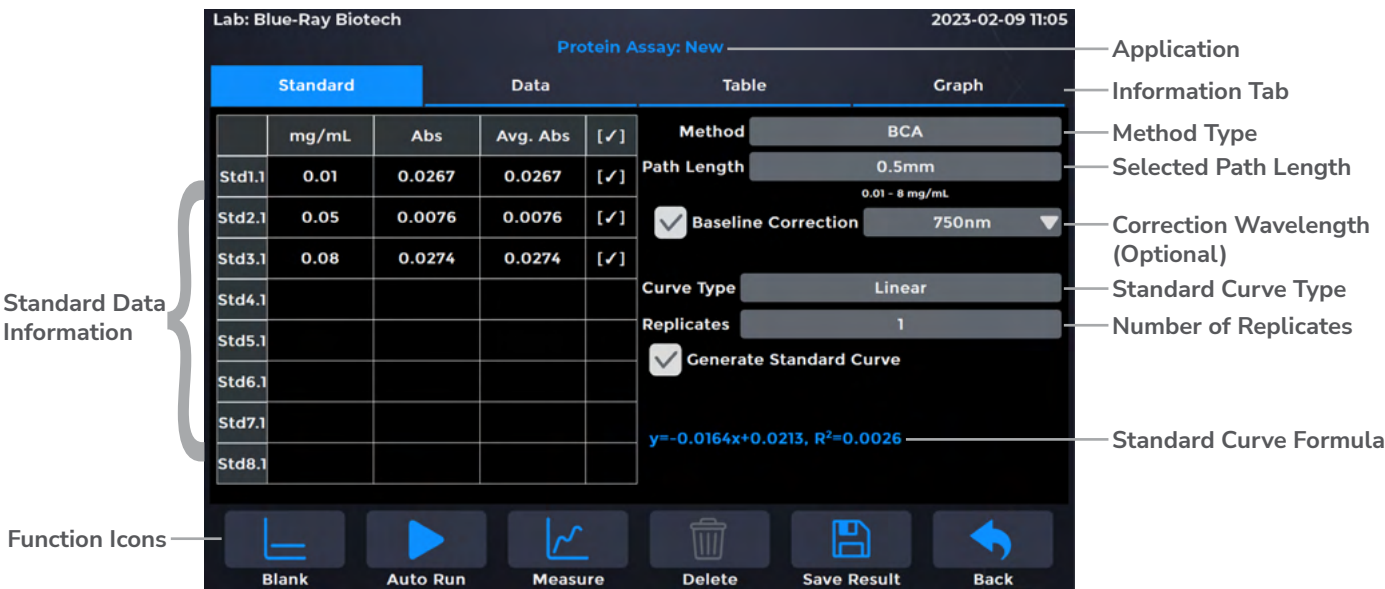 Lab: Blue-Ray Biotech 2023-02-09 11:05
Protein Assay: New
Application
Standard Data Table Graph
Information Tab
mg/mL Abs Avg. Abs [✓]
Std1.1 0.01 0.0267 0.0267 [✓]
Std2.1 0.05 0.0076 0.0076 [✓]
Std3.1 0.08 0.0274 0.0274 [✓]
Std4.1
Std5.1
Std6.1
Std7.1
Std8.1
Method BCA
Method Type
Path Length 0.5mm
Selected Path Length
0.01 - 8 mg/mL
Baseline Correction 750nm
Correction Wavelength
(Optional)
Curve Type Linear
Standard Curve Type
Replicates 1
Number of Replicates
Generate Standard Curve
y=-0.0164x+0.0213, R²=0.0026
Standard Curve Formula
Standard Data
Information
Function Icons
Blank Auto Run Measure Delete Save Result Back